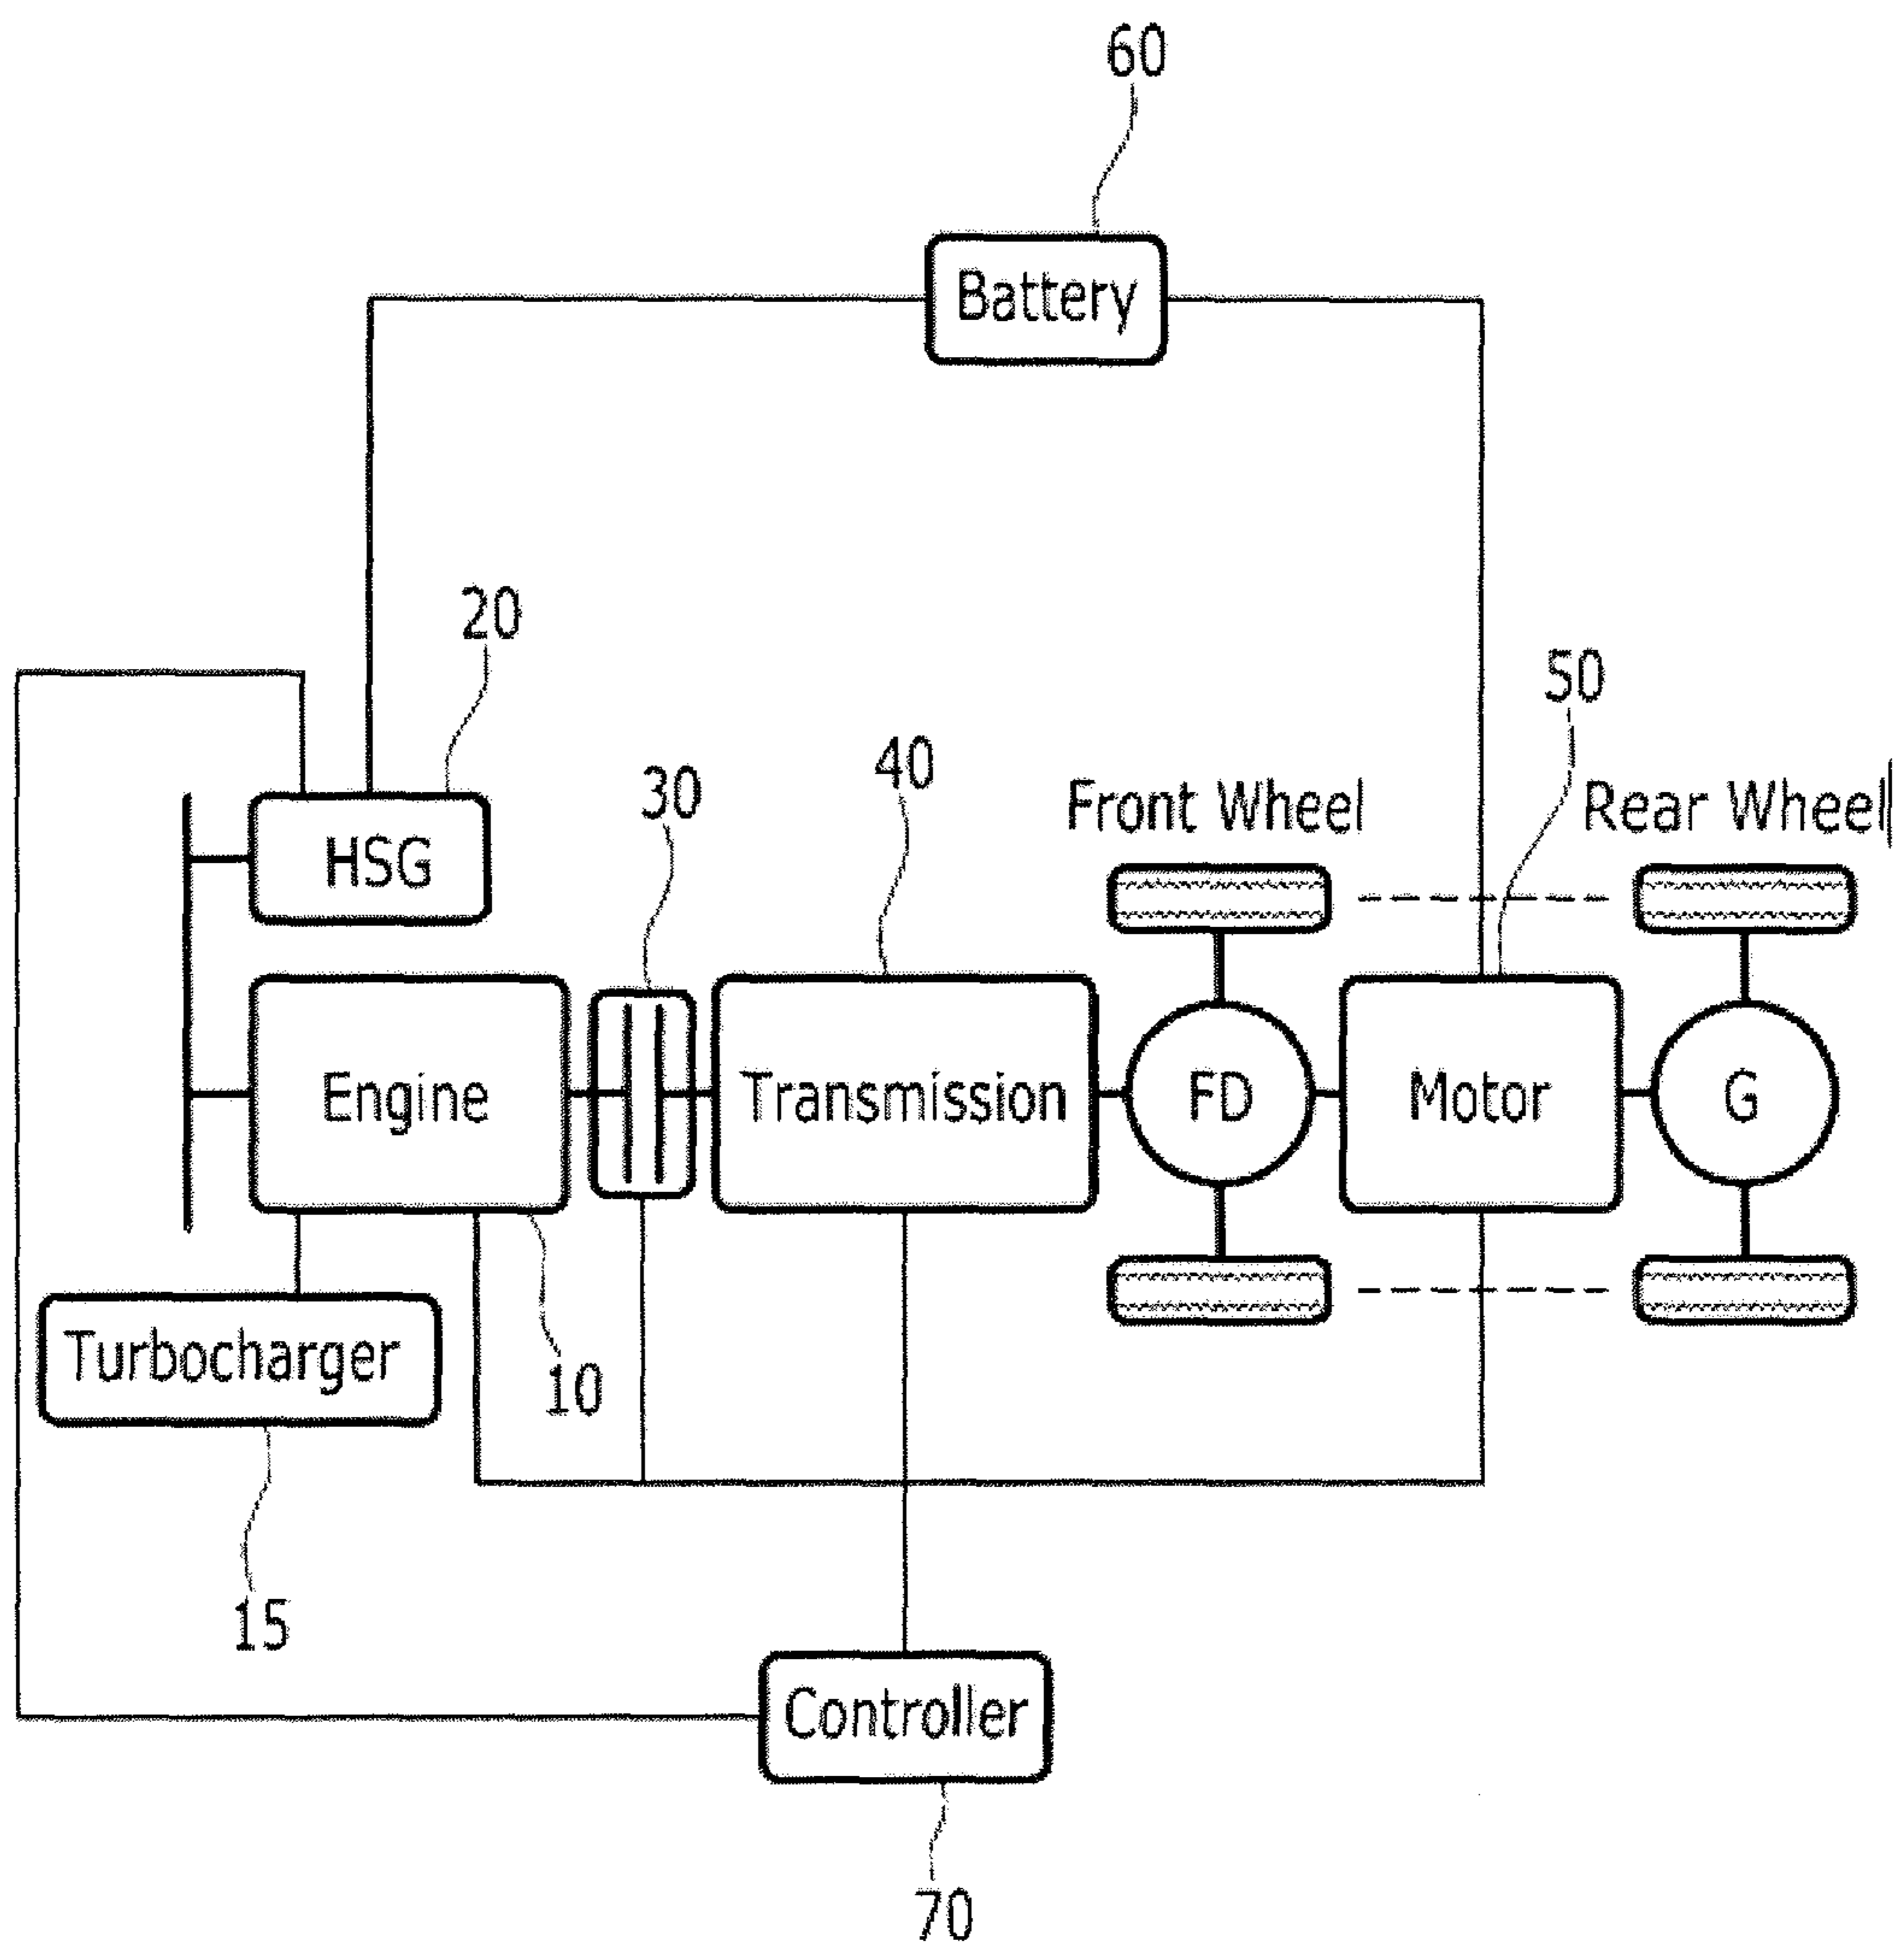 60
Battery
20
50
30
40
Front Wheel
Rear Wheel
HSG
Engine
Transmission
FD
Motor
G
Turbocharger
10
15
Controller
70